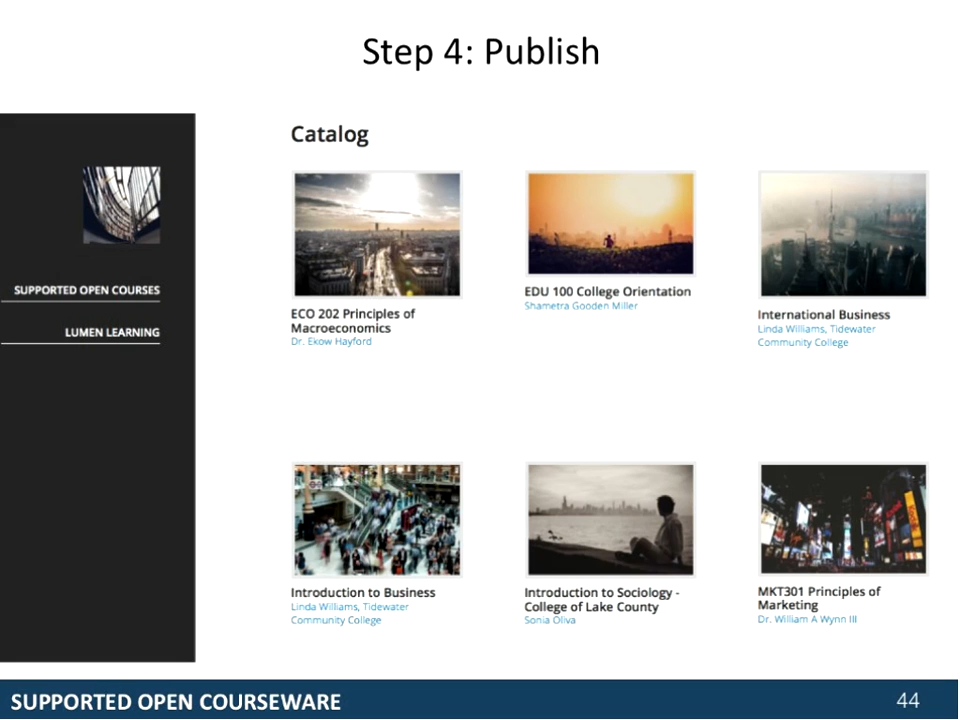 Step 4: Publish
SUPPORTED OPEN COURSES
LUMEN LEARNING
Catalog
ECO 202 Principles of
Macroeconomics
Dr. Ekow Hayford
EDU 100 College Orientation
Shametra Gooden Miller
International Business
Linda Williams, Tidewater
Community College
Introduction to Business
Linda Williams, Tidewater
Community College
Introduction to Sociology -
College of Lake County
Sonia Oliva
MKT301 Principles of
Marketing
Dr. William A Wynn III
SUPPORTED OPEN COURSEWARE
44